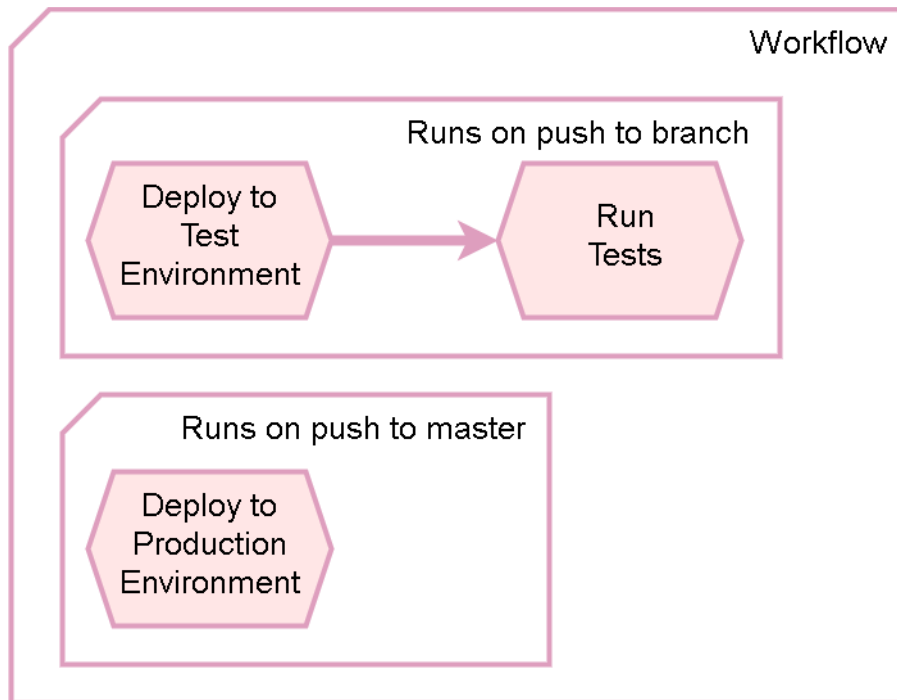 Workflow
Runs on push to branch
Deploy to
Test
Environment
Run
Tests
Runs on push to master
Deploy to
Production
Environment